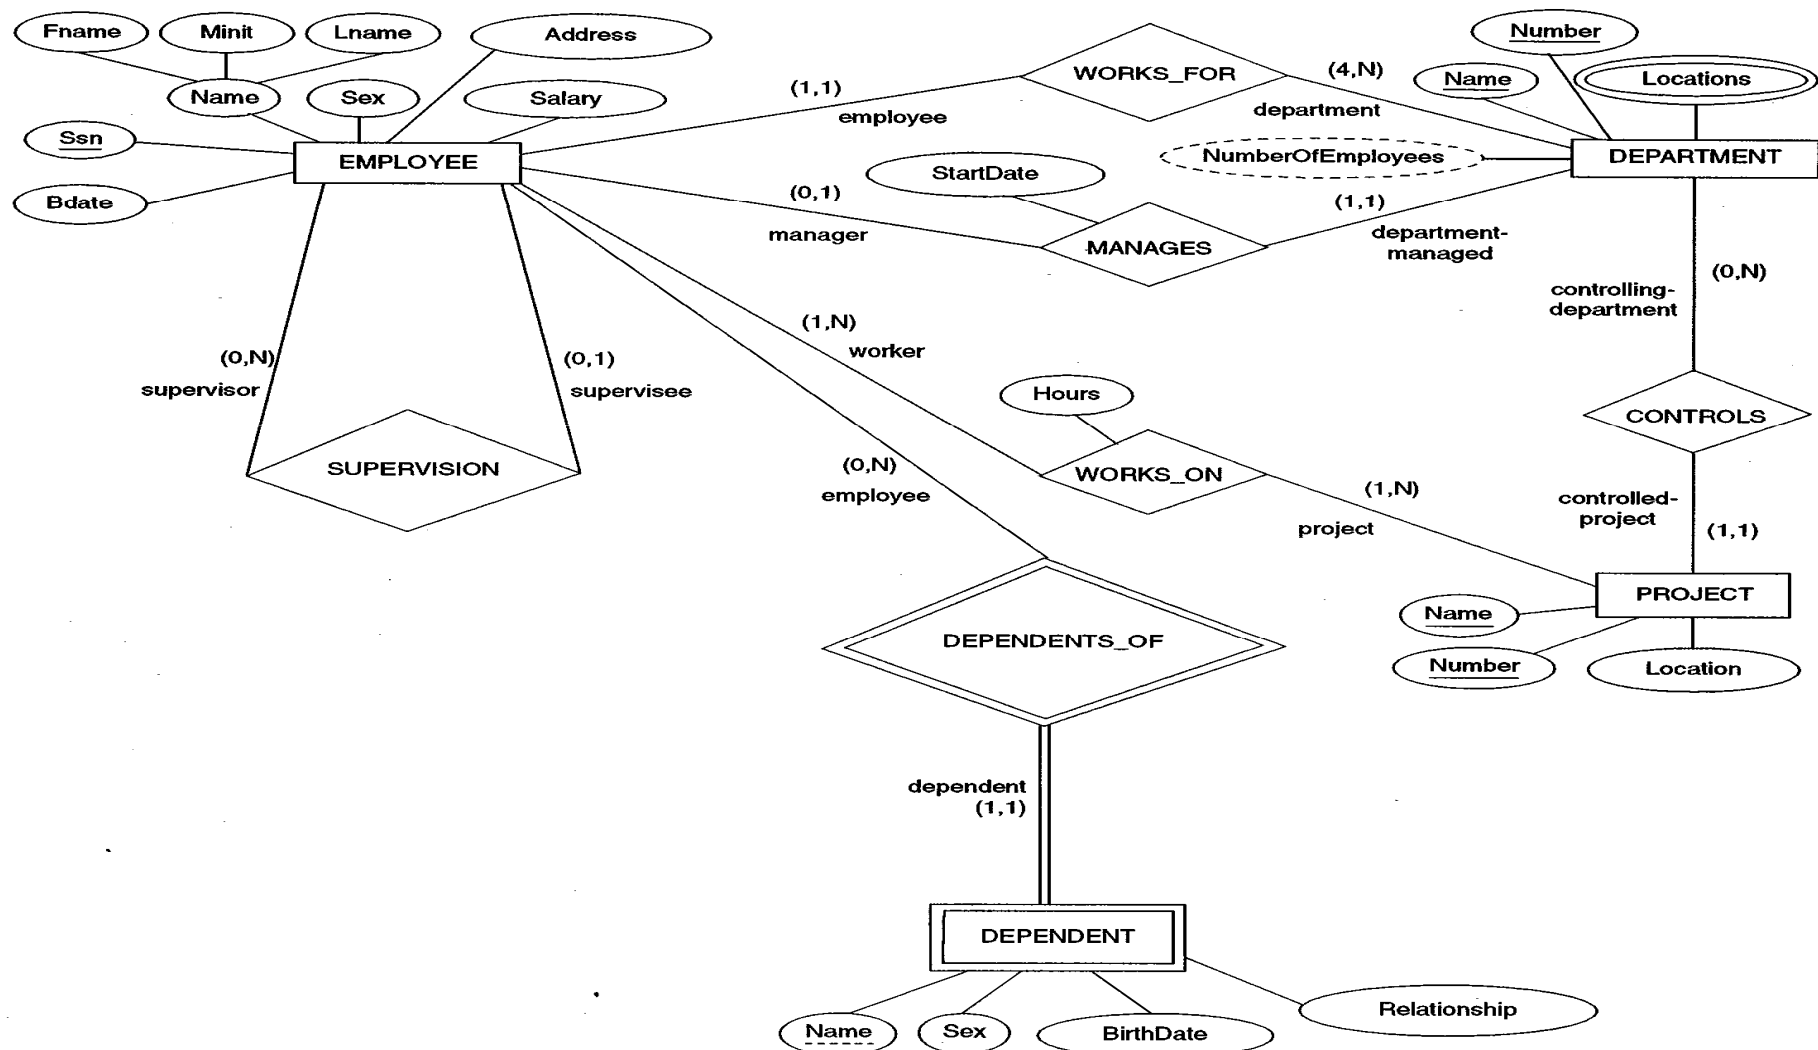 Fname
Minit
Lname
Address
Name
Sex
Salary
Ssn
Bdate
EMPLOYEE
(1,1)
employee
WORKS_FOR
(4,N)
department
Number
Name
Locations
NumberOfEmployees
DEPARTMENT
StartDate
(0,1)
manager
MANAGES
(1,1)
department-
managed
(0,N)
controlling-
department
CONTROLS
controlled-
project
(1,1)
(0,N)
supervisor
(0,1)
supervisee
SUPERVISION
(1,N)
worker
Hours
WORKS_ON
(1,N)
project
(0,N)
employee
PROJECT
Name
Number
Location
DEPENDENTS_OF
dependent
(1,1)
DEPENDENT
Name
Sex
BirthDate
Relationship